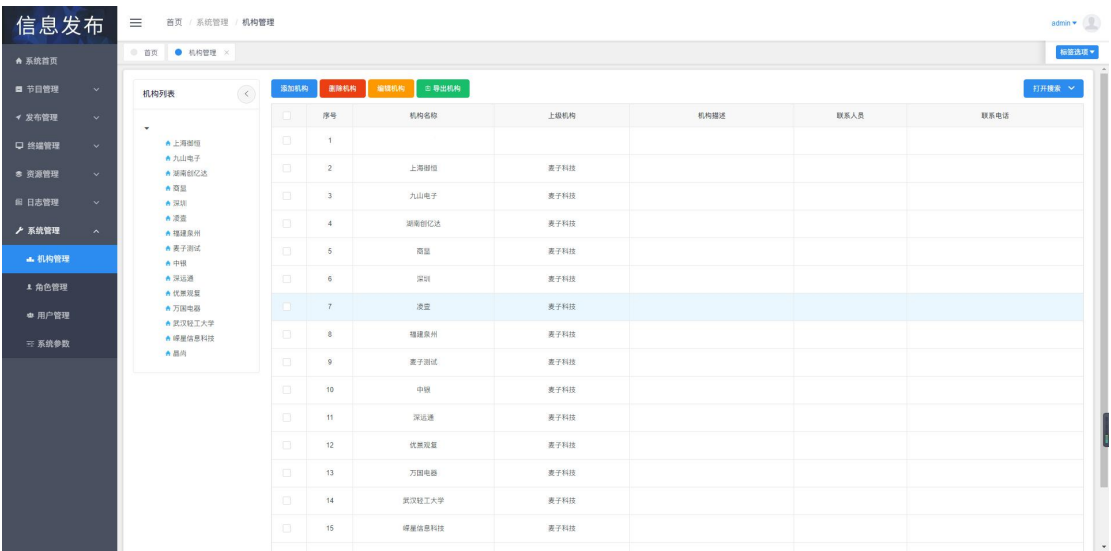 信息发布
首页 / 系统管理 / 机构管理
admin
首页
机构管理 ×
标签选项
系统首页
节目管理
发布管理
终端管理
资源管理
日志管理
系统管理
机构管理
角色管理
用户管理
系统参数
机构列表
上海御恒
九山电子
湖南创亿达
商显
深圳
凌壹
福建泉州
麦子测试
中银
深远通
优景观复
万国电器
武汉轻工大学
嵘星信息科技
晶尚
添加机构 删除机构 编辑机构 导出机构
打开搜索
序号 机构名称 上级机构 机构描述 联系人员 联系电话
1
2 上海御恒 麦子科技
3 九山电子 麦子科技
4 湖南创亿达 麦子科技
5 商显 麦子科技
6 深圳 麦子科技
7 凌壹 麦子科技
8 福建泉州 麦子科技
9 麦子测试 麦子科技
10 中银 麦子科技
11 深远通 麦子科技
12 优景观复 麦子科技
13 万国电器 麦子科技
14 武汉轻工大学 麦子科技
15 嵘星信息科技 麦子科技